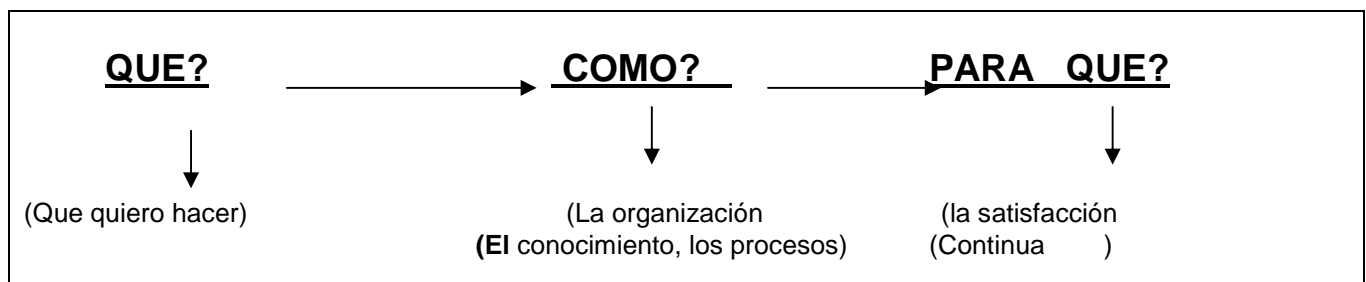 QUE? COMO? PARA QUE?
(Que quiero hacer) (La organización (la satisfacción
(El conocimiento, los procesos) (Continua )